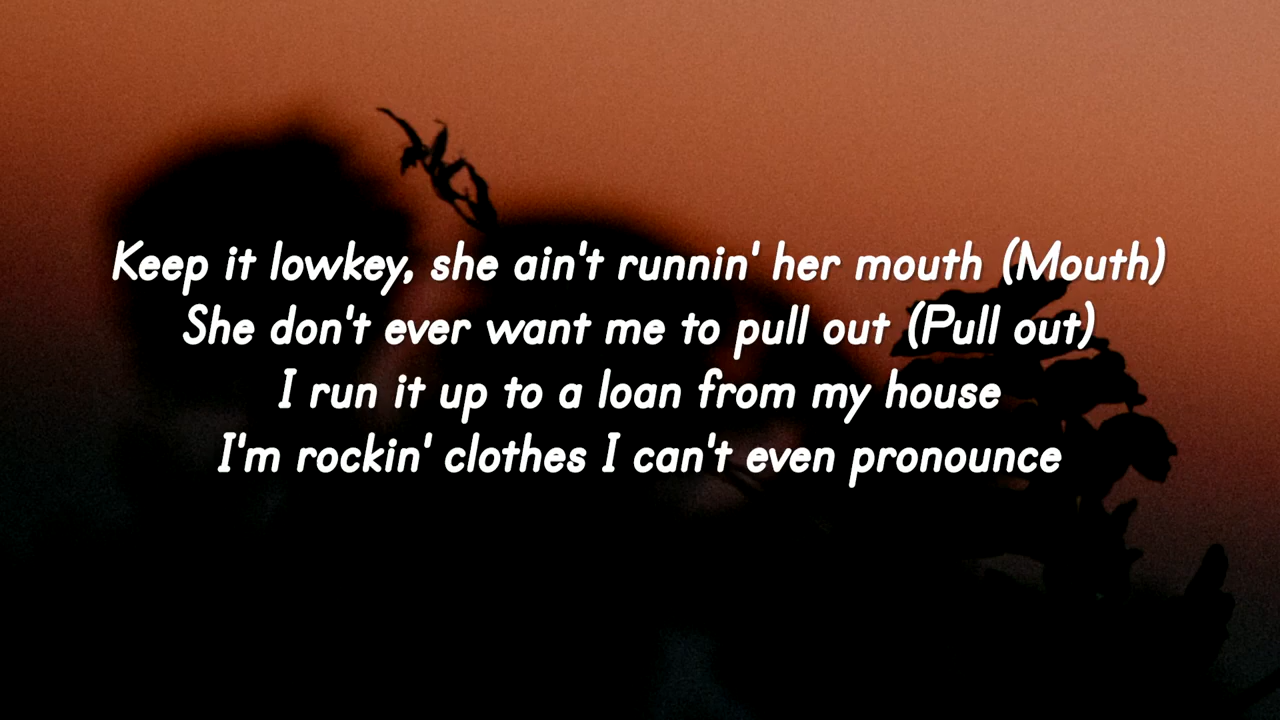 Keep it lowkey, she ain't runnin' her mouth (Mouth)
She don't ever want me to pull out (Pull out)
I run it up to a loan from my house
I'm rockin' clothes I can't even pronounce